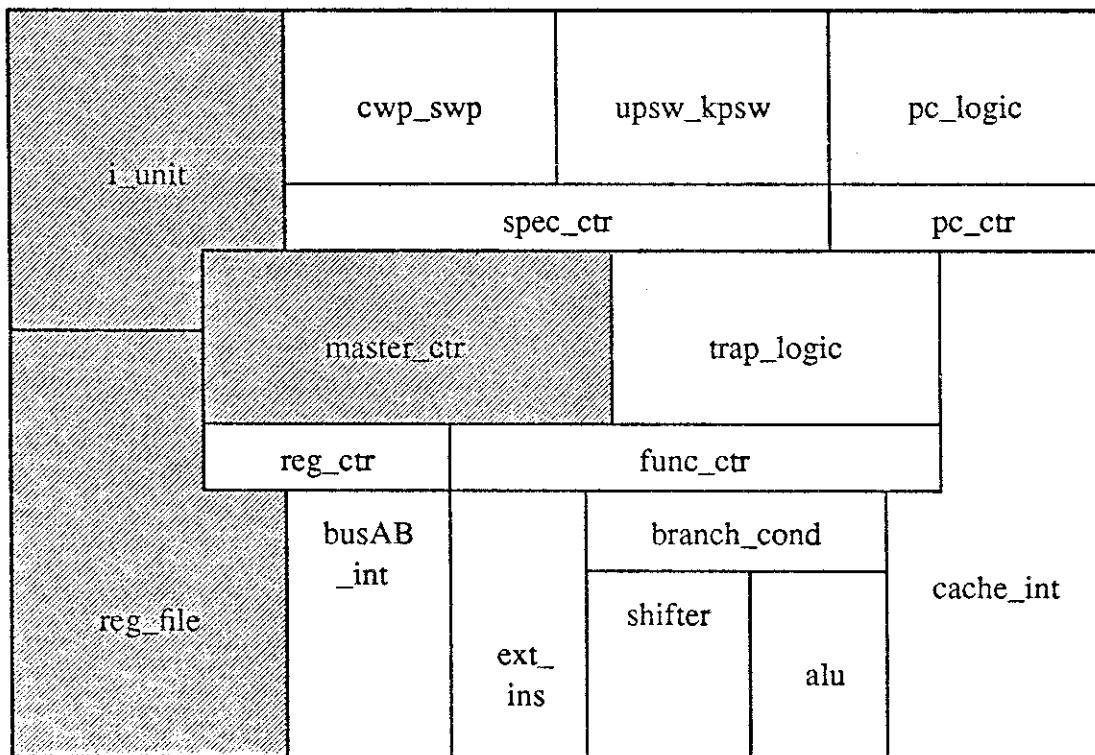 cwp_swp
upsw_kpsw
pc_logic
i_unit
spec_ctr
pc_ctr
master_ctr
trap_logic
reg_ctr
func_ctr
busAB
_int
branch_cond
cache_int
reg_file
shifter
ext_
ins
alu